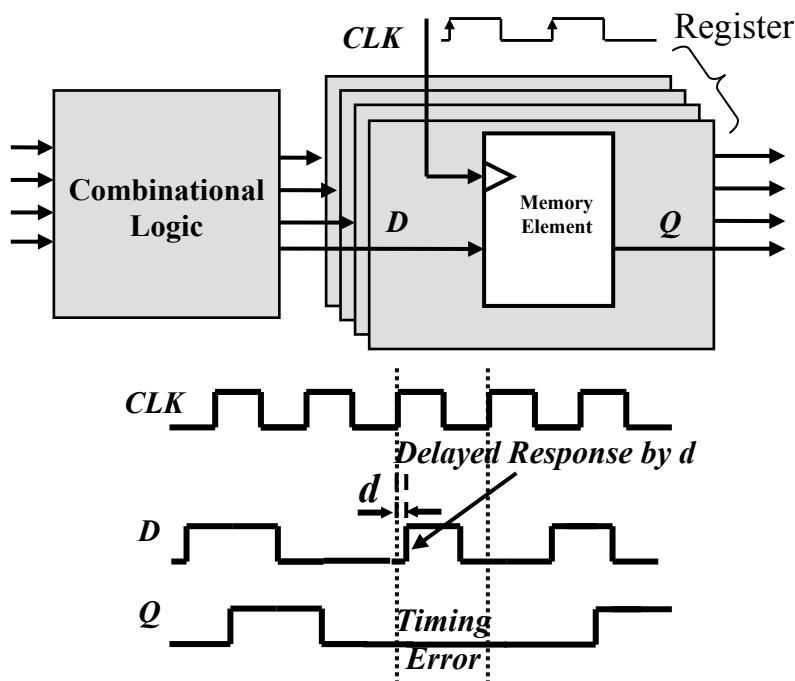 CLK
Register
Combinational
Logic
D
Memory
Element
Q
CLK
Delayed Response by d
d
D
Q
Timing
Error